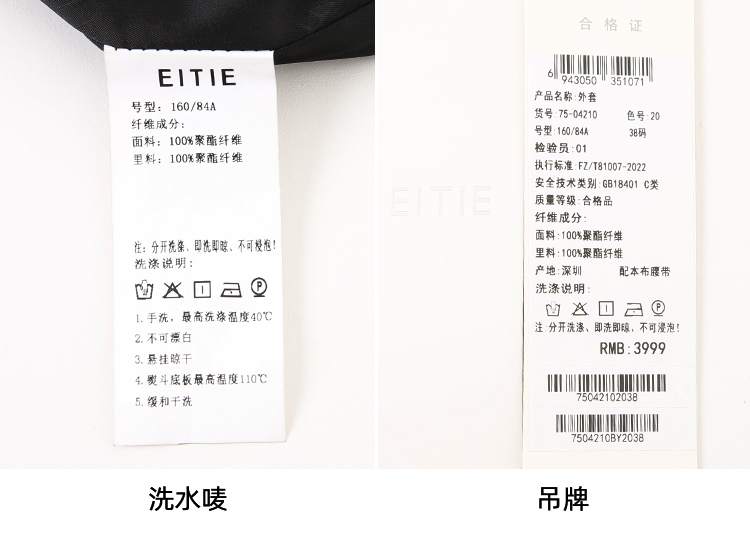 EITIE
号型：160/84A
纤维成分：
面料：100%聚酯纤维
里料：100%聚酯纤维
注：分开洗涤、即洗即晾、不可浸泡！
洗涤说明：
1.手洗，最高洗涤温度40℃
2.不可漂白
3.悬挂晾干
4.熨斗底板最高温度110℃
5.缓和干洗
洗水唛
合格证
6 943050 351071
产品名称：外套
货号：75-04210 色号：20
号型：160/84A 38码
检验员：01
执行标准：FZ/T81007-2022
安全技术类别：GB18401 C类
质量等级：合格品
纤维成分：
面料：100%聚酯纤维
里料：100%聚酯纤维
产地：深圳 配本布腰带
洗涤说明：
注：分开洗涤、即洗即晾，不可浸泡！
RMB：3999
75042102038
7504210BY2038
EITIE
吊牌